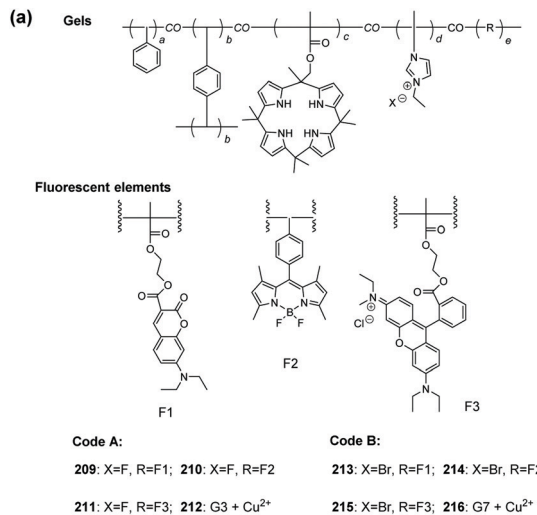 (a) Gels
CO CO CO CO
a b c d e
R
O
O
N
N
⊕
X⊖
NH HN
NH HN
b
Fluorescent elements
O
O
O
O
O O
N
F1
N N
B
F F
F2
O
O
O
O
N
⊕
Cl⊖
O
N
F3
Code A:
209: X=F, R=F1; 210: X=F, R=F2
211: X=F, R=F3; 212: G3 + Cu²⁺
Code B:
213: X=Br, R=F1; 214: X=Br, R=F2
215: X=Br, R=F3; 216: G7 + Cu²⁺